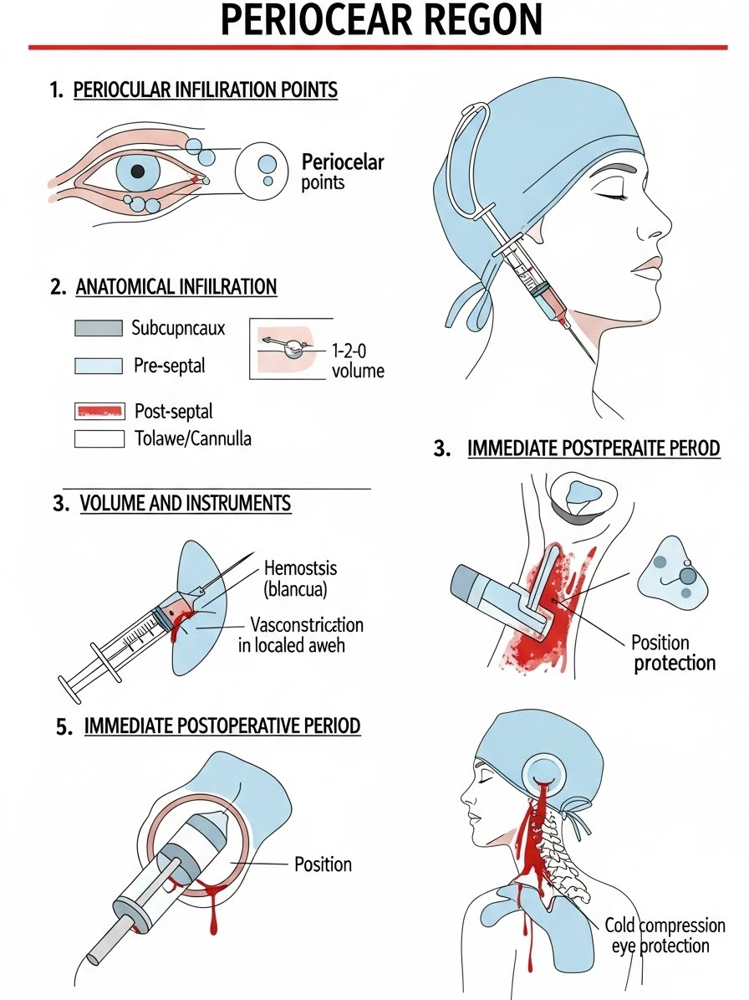 PERIOCEAR REGON
1. PERIOCULAR INFILIRATION POINTS
Periocelar
points
2. ANATOMICAL INFIILRATION
Subcupncaux
Pre-septal
Post-septal
Tolawe/Cannulla
1-2-0
volume
3. VOLUME AND INSTRUMENTS
Hemostsis
(blancua)
Vasconstrication
in localed aweh
3. IMMEDIATE POSTPERAITE PEROD
Position
protection
5. IMMEDIATE POSTOPERATIVE PERIOD
Position
Cold compression
eye protection